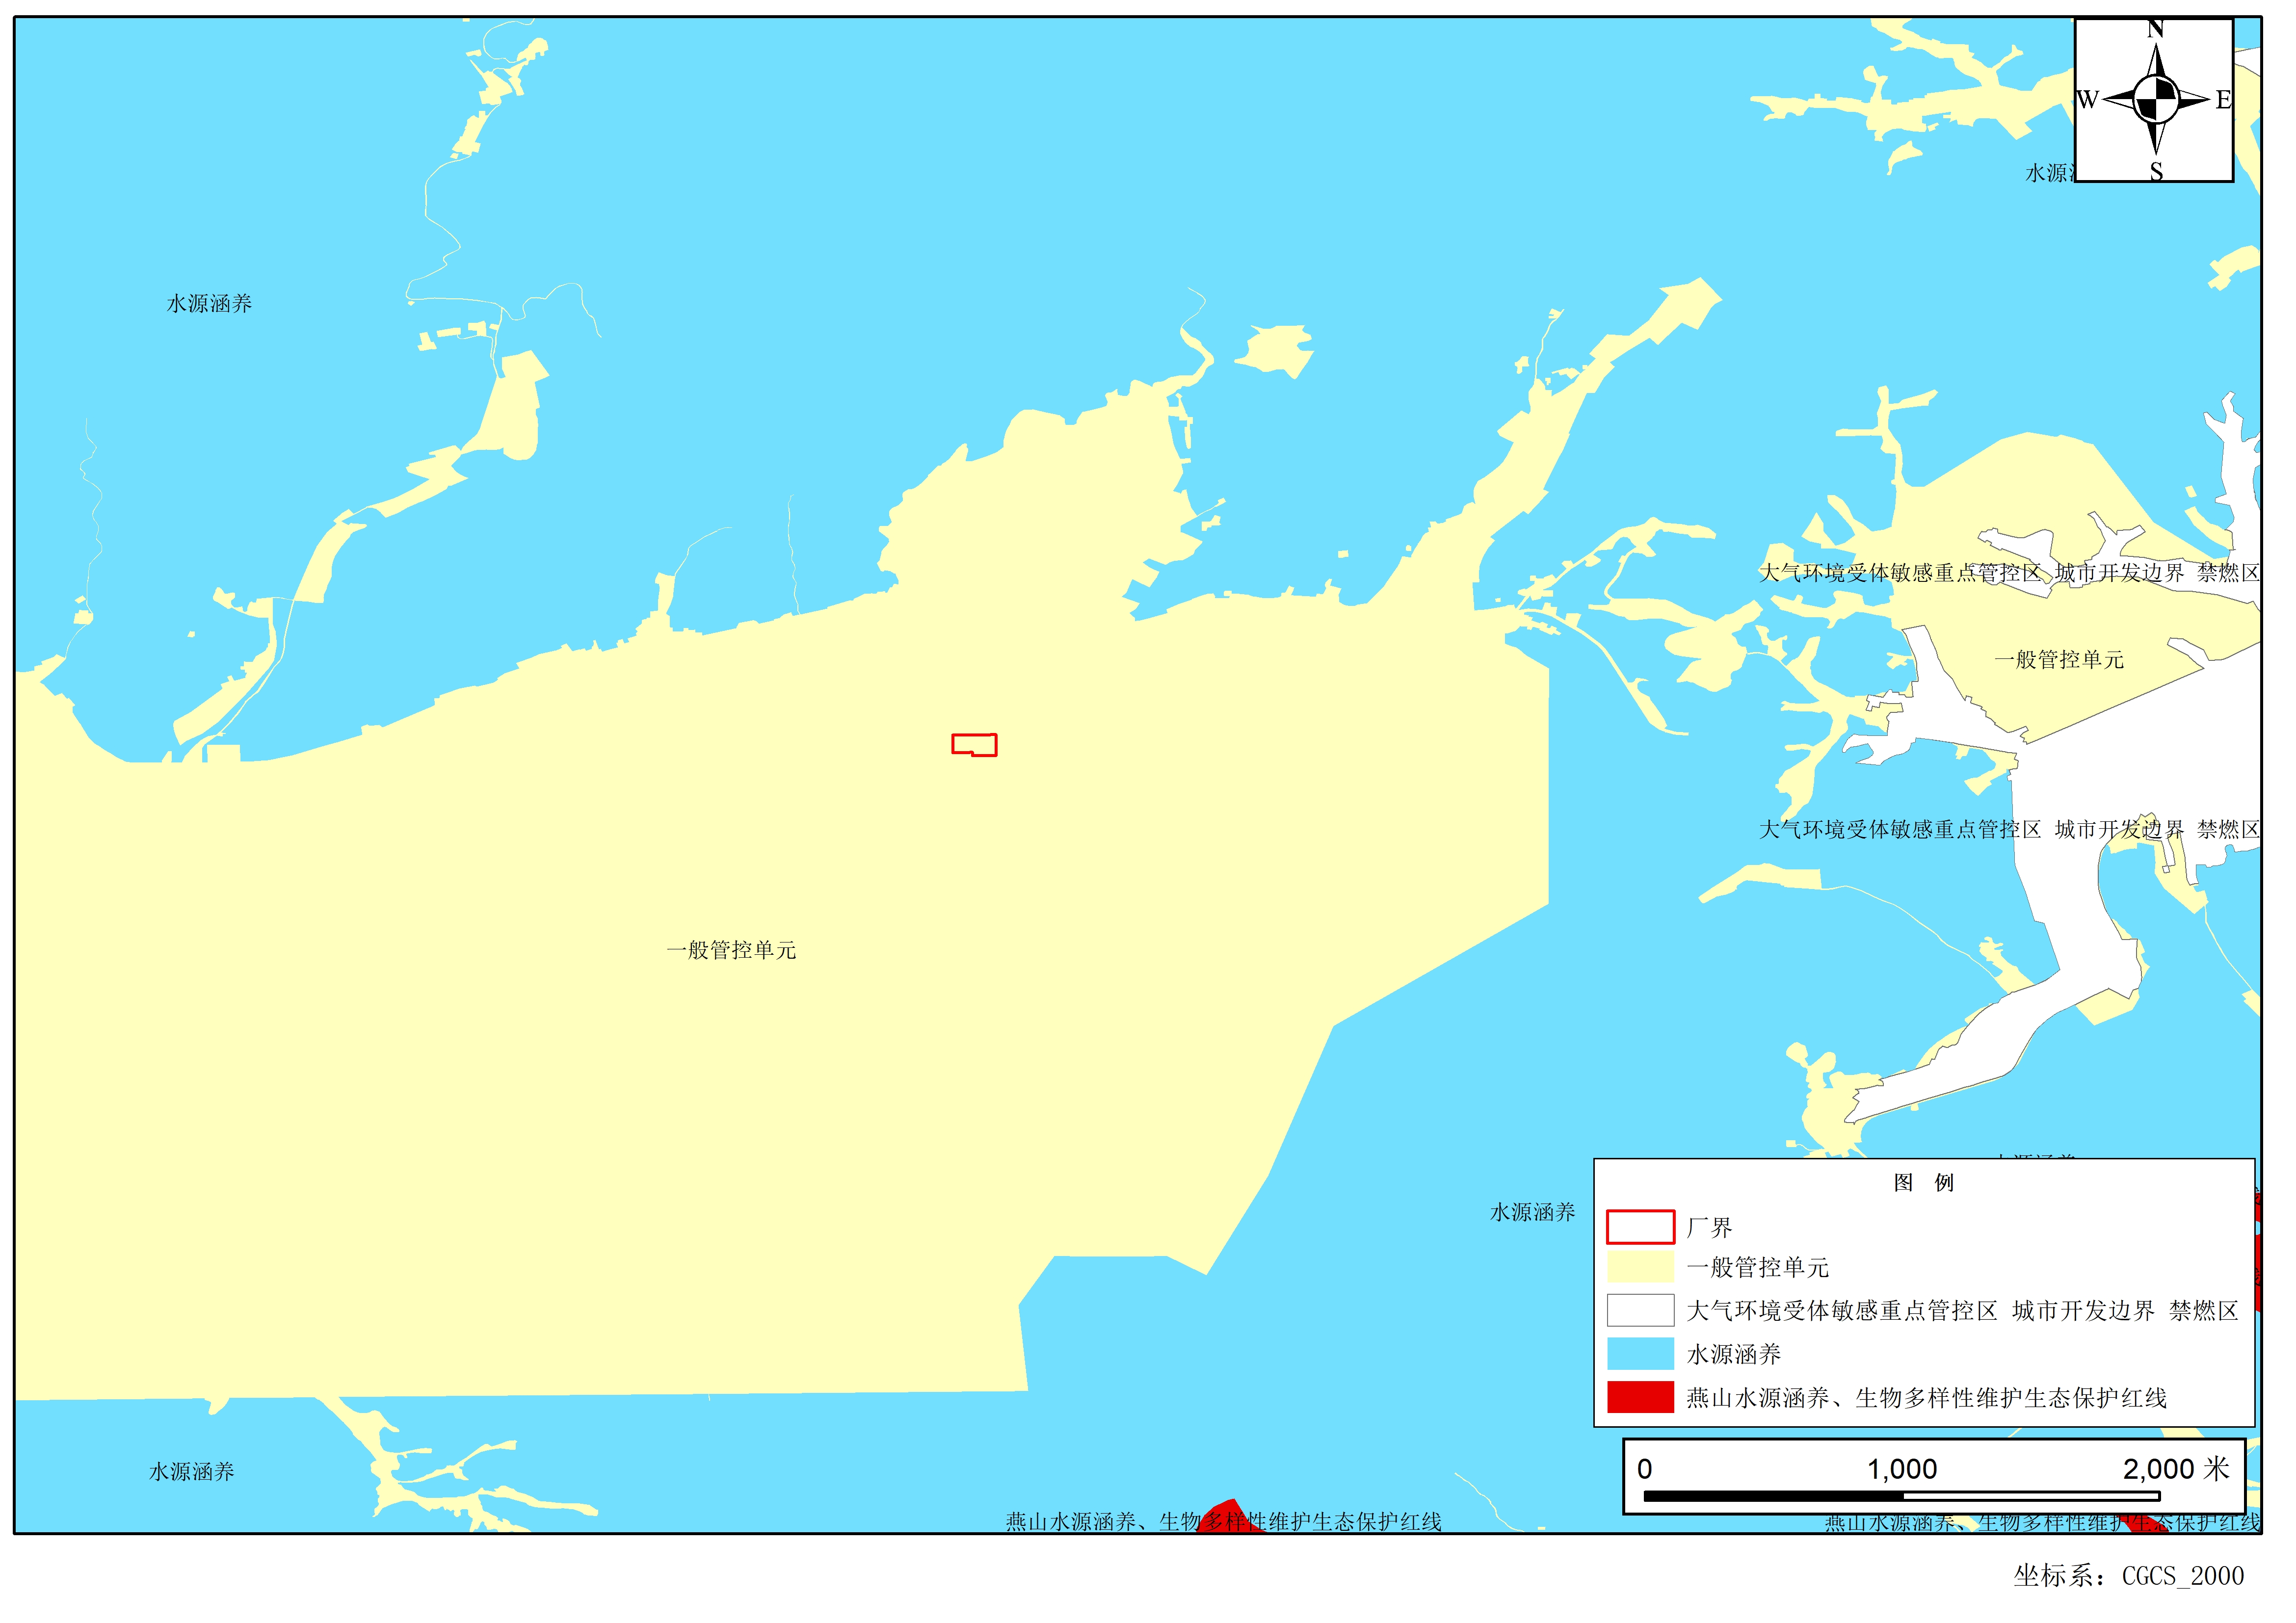 N
W
E
S
水源
水源涵养
大气环境受体敏感重点管控区 城市开发边界 禁燃区
一般管控单元
大气环境受体敏感重点管控区 城市开发边界 禁燃区
一般管控单元
水源涵养
图 例
厂界
一般管控单元
大气环境受体敏感重点管控区 城市开发边界 禁燃区
水源涵养
燕山水源涵养、生物多样性维护生态保护红线
水源涵养
0 1,000 2,000 米
燕山水源涵养、生物多样性维护生态保护红线
燕山水源涵养、生物多样性维护生态保护红线
坐标系：CGCS_2000